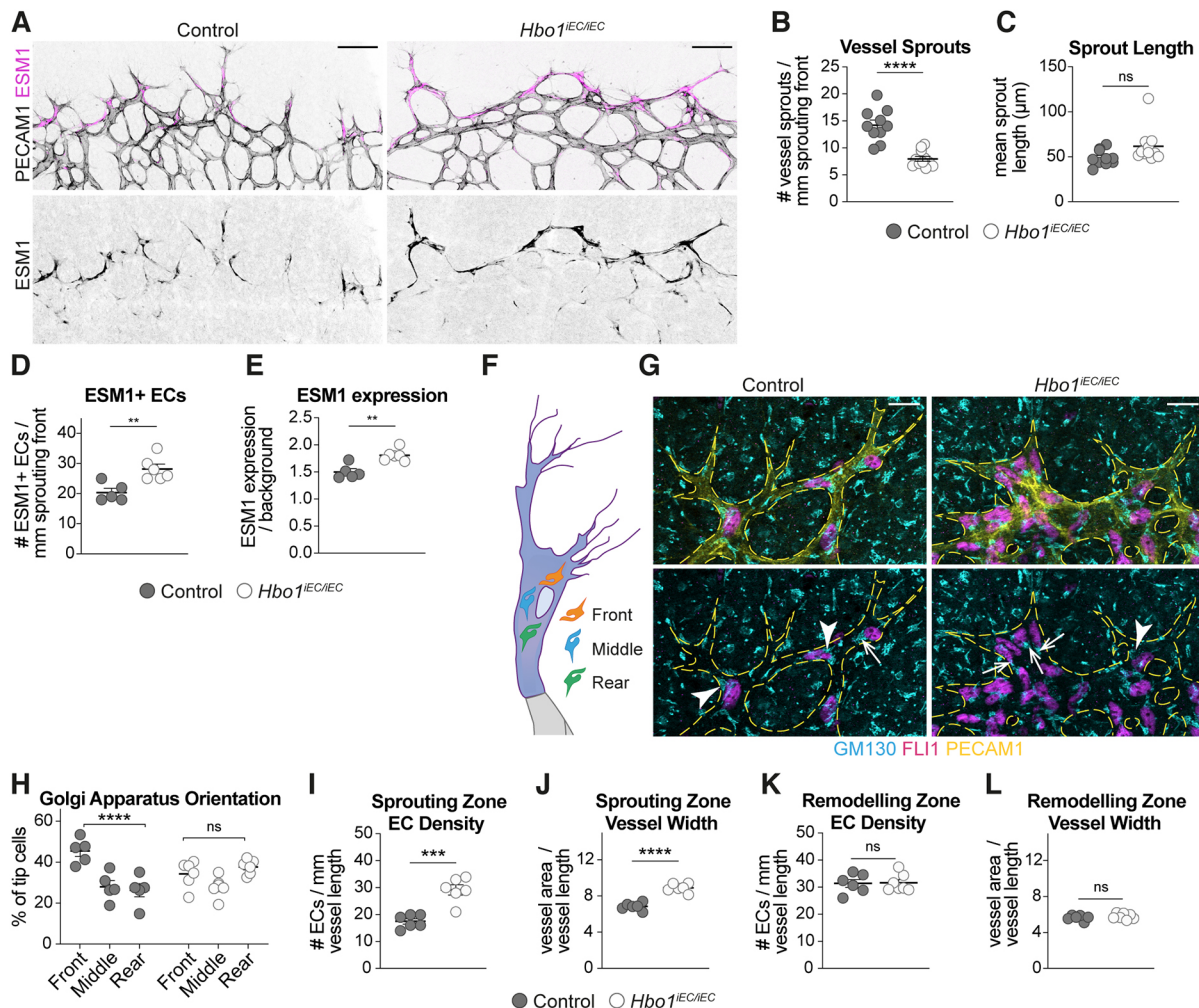 A
Control
Hbo1iEC/iEC
PECAM1 ESM1
ESM1
B
Vessel Sprouts
# vessel sprouts /
mm sprouting front
25
20
15
10
5
0
****
C
Sprout Length
mean sprout
length (µm)
150
100
50
0
ns
Control
Hbo1iEC/iEC
D
ESM1+ ECs
# ESM1+ ECs /
mm sprouting front
40
30
20
10
0
**
E
ESM1 expression
ESM1 expression
/ background
2.5
2.0
1.5
1.0
0.5
0.0
**
Control
Hbo1iEC/iEC
F
Front
Middle
Rear
G
Control
Hbo1iEC/iEC
GM130 FLI1 PECAM1
H
Golgi Apparatus Orientation
% of tip cells
60
40
20
0
****
ns
Front
Middle
Rear
Front
Middle
Rear
I
Sprouting Zone
EC Density
# ECs / mm
vessel length
50
40
30
20
10
0
***
J
Sprouting Zone
Vessel Width
vessel area /
vessel length
12
8
4
0
****
K
Remodelling Zone
EC Density
# ECs / mm
vessel length
50
40
30
20
10
0
ns
L
Remodelling Zone
Vessel Width
vessel area /
vessel length
12
8
4
0
ns
Control
Hbo1iEC/iEC